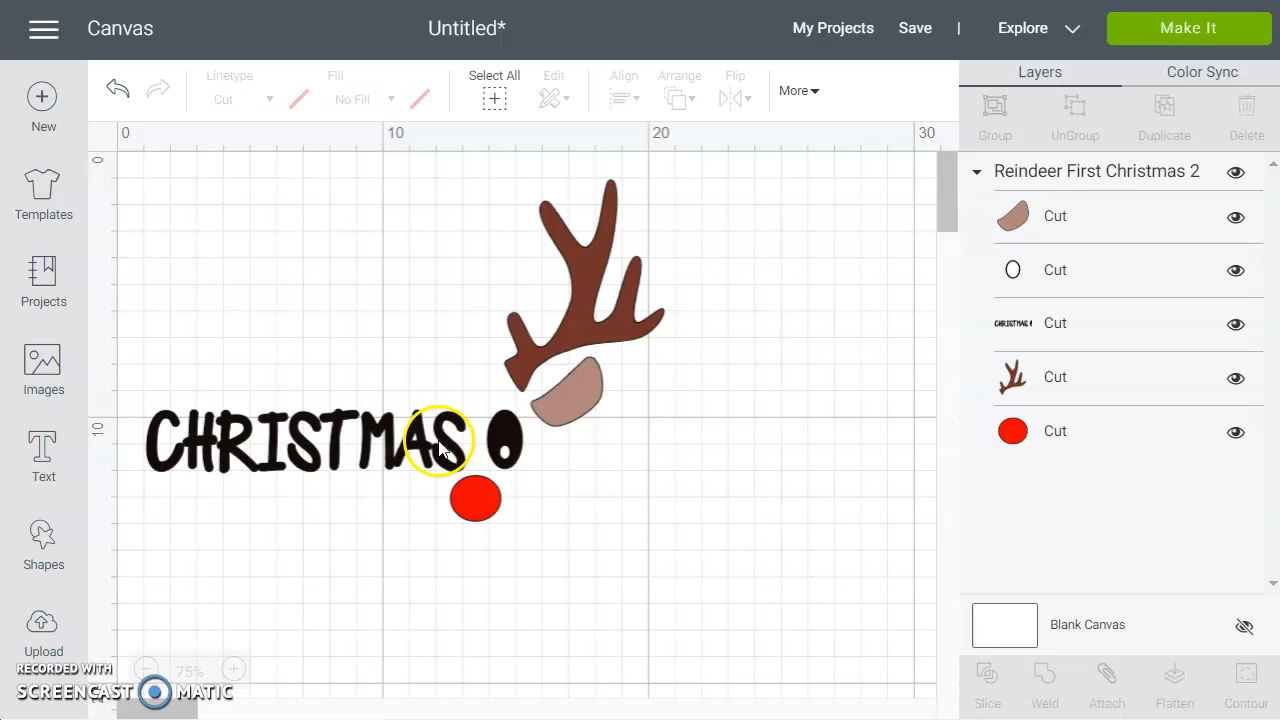 Canvas
Untitled*
My Projects
Save
|
Explore
Make It
New
Templates
Projects
Images
Text
Shapes
Upload
Linetype
Cut
Fill
No Fill
Select All
Edit
Align
Arrange
Flip
More
0
10
20
30
0
10
CHRISTMAS
75%
Layers
Color Sync
Group
UnGroup
Duplicate
Delete
Reindeer First Christmas 2
Cut
Cut
CHRISTMAS
Cut
Cut
Cut
Blank Canvas
Slice
Weld
Attach
Flatten
Contour
RECORDED WITH
SCREENCAST MATIC